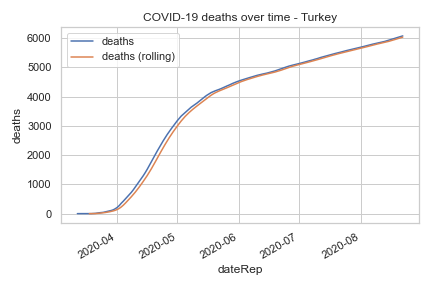 COVID-19 deaths over time - Turkey
deaths
deaths (rolling)
6000
5000
4000
3000
2000
1000
0
deaths
2020-04
2020-05
2020-06
2020-07
2020-08
dateRep